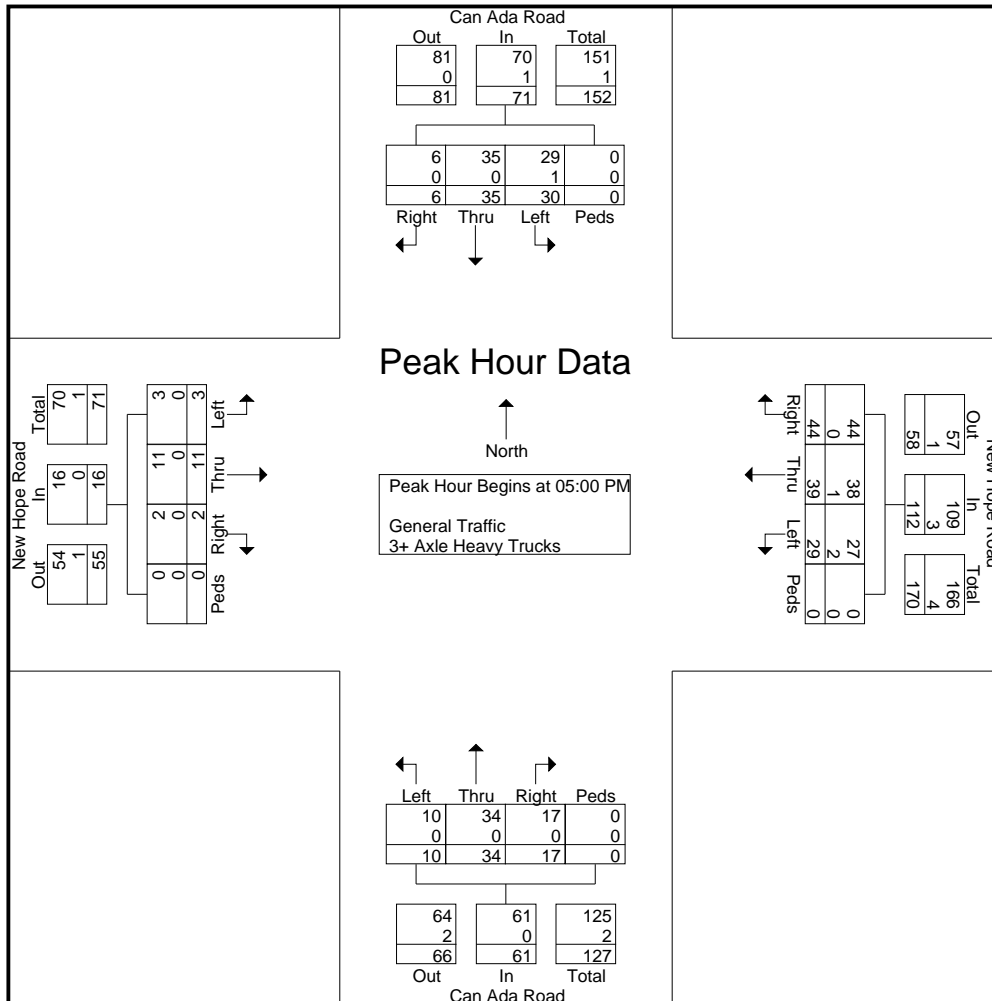 Can Ada Road
Out In Total
81 70 151
0 1 1
81 71 152
6 35 29 0
0 0 1 0
6 35 30 0
Right Thru Left Peds
Peak Hour Data
North
Peak Hour Begins at 05:00 PM
General Traffic
3+ Axle Heavy Trucks
New Hope Road
Out In Total
54 16 70
1 0 1
55 16 71
Peds Right Thru Left
0 2 11 3
0 0 0 0
0 2 11 3
New Hope Road
Out In Total
57 109 166
1 3 4
58 112 170
Right Thru Left Peds
44 38 27 0
0 1 2 0
44 39 29 0
Left Thru Right Peds
10 34 17 0
0 0 0 0
10 34 17 0
64 61 125
2 0 2
66 61 127
Out In Total
Can Ada Road